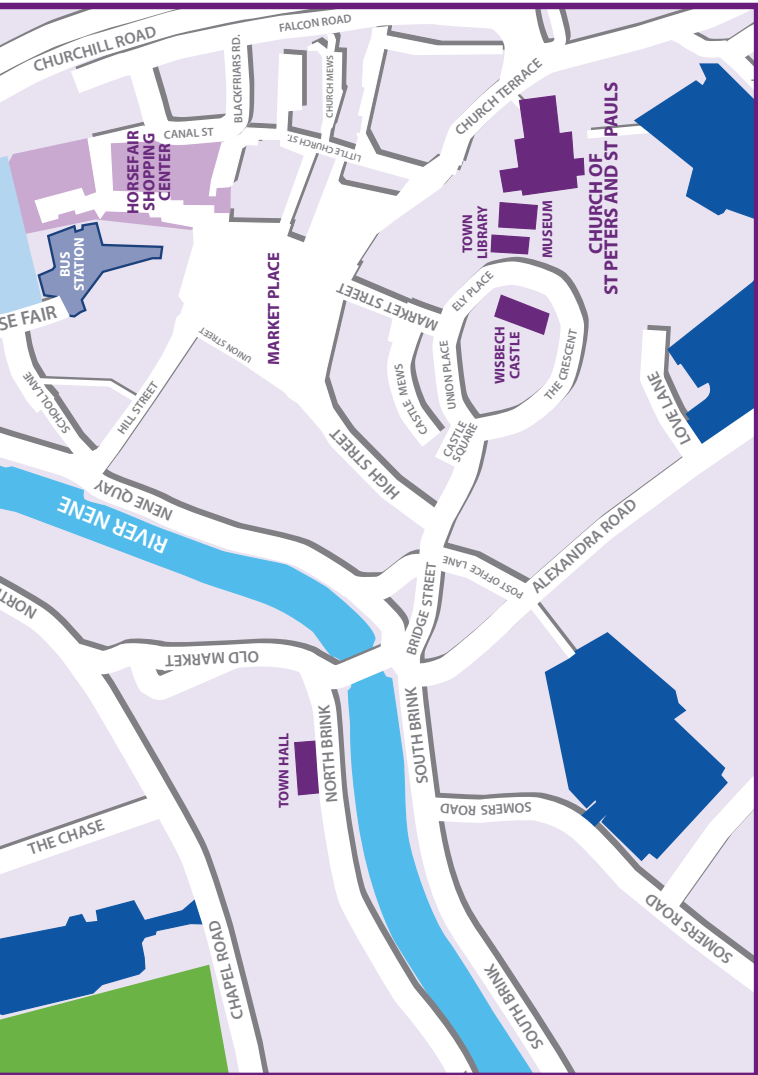 FALCON ROAD
CHURCHILL ROAD
BLACKFRIARS RD.
CHURCH MEWS
CHURCH TERRACE
CANAL ST
LITTLE CHURCH ST.
HORSEFAIR
SHOPPING
CENTER
CHURCH OF
ST PETERS AND ST PAULS
TOWN
LIBRARY
MUSEUM
BUS
STATION
MARKET PLACE
SE FAIR
MARKET STREET
ELY PLACE
WISBECH
CASTLE
UNION STREET
UNION PLACE
THE CRESCENT
CASTLE MEWS
SCHOOL LANE
HILL STREET
LOVE LANE
CASTLE
SQUARE
HIGH STREET
NENE QUAY
RIVER NENE
ALEXANDRA ROAD
POST OFFICE LANE
BRIDGE STREET
NORT
OLD MARKET
NORTH BRINK
SOUTH BRINK
TOWN HALL
SOMERS ROAD
THE CHASE
SOMERS ROAD
CHAPEL ROAD
SOUTH BRINK